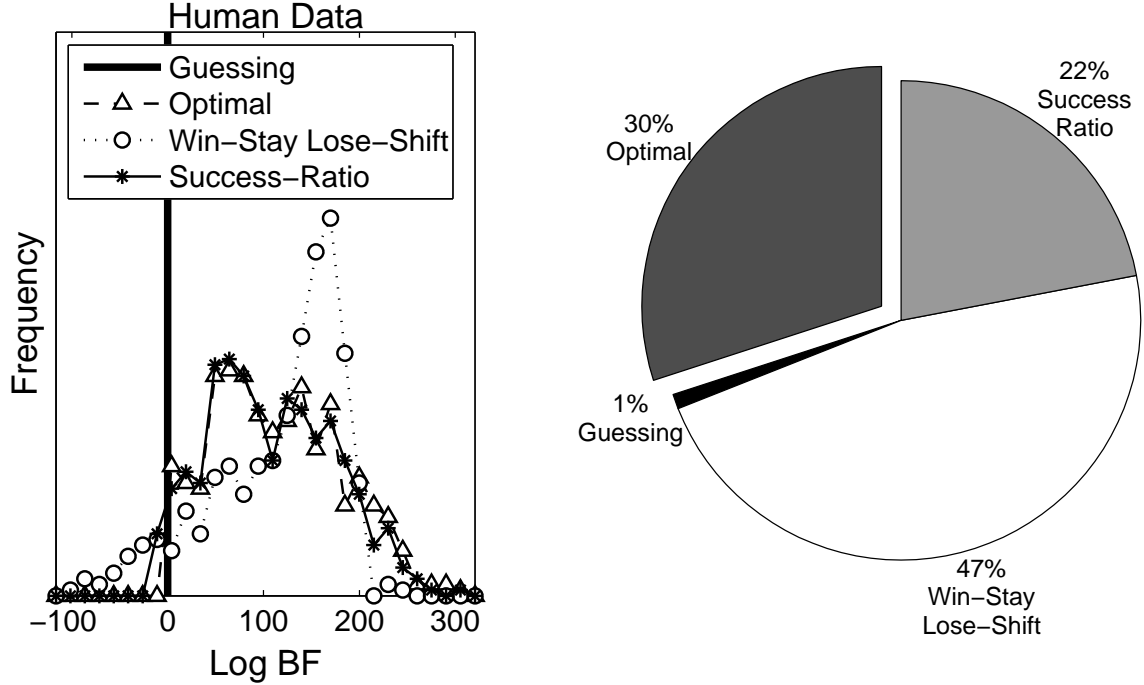 Human Data
Guessing
Optimal
Win−Stay Lose−Shift
Success−Ratio
Frequency
−100 0 100 200 300
Log BF
22%
Success
Ratio
30%
Optimal
1%
Guessing
47%
Win−Stay
Lose−Shift